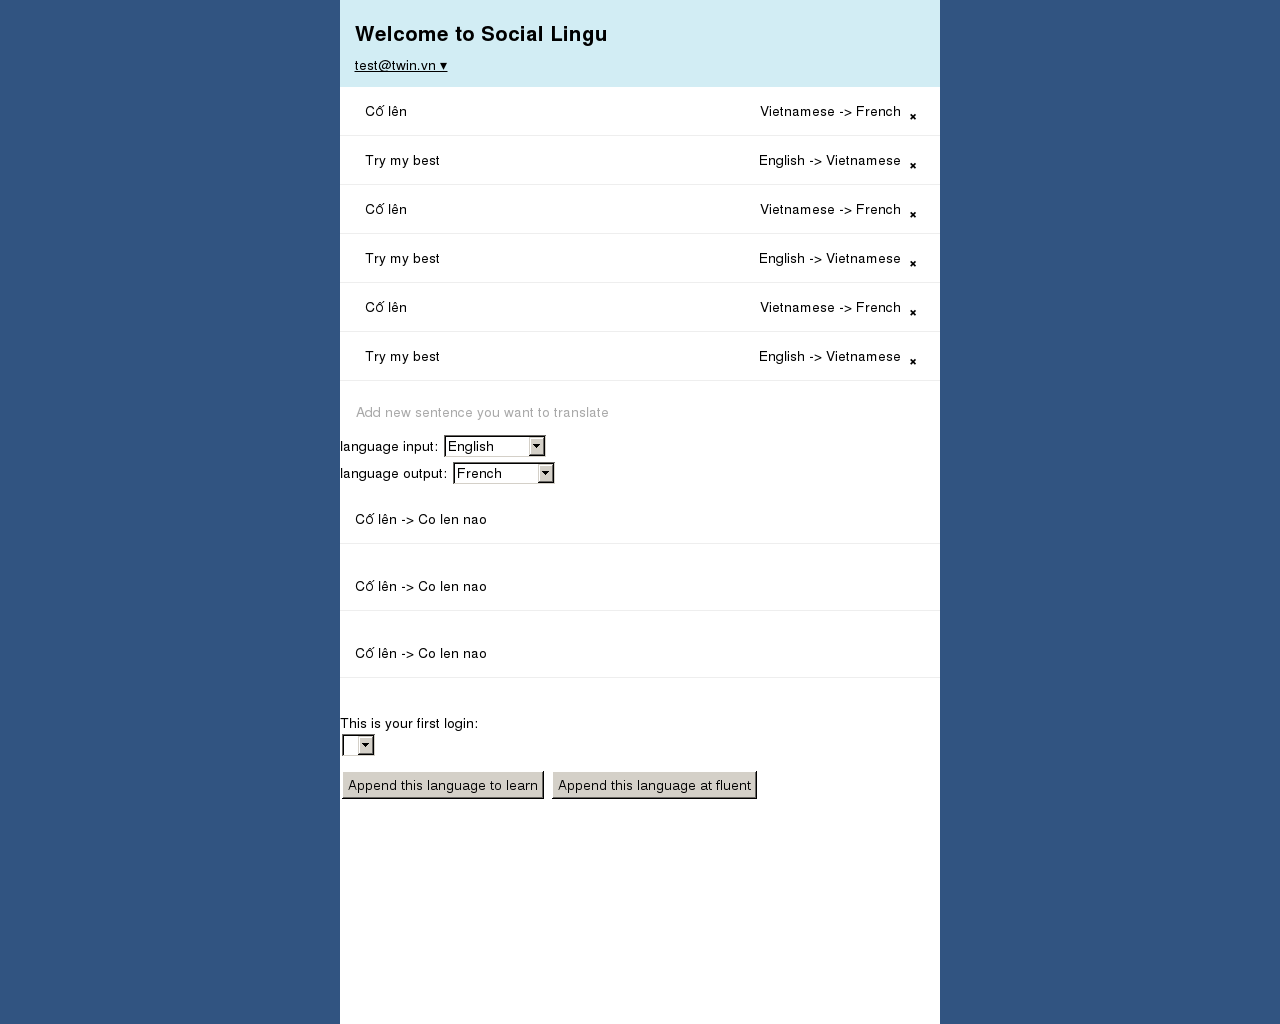 Welcome to Social Lingu
test@twin.vn ▾
Cố lên Vietnamese -> French ×
Try my best English -> Vietnamese ×
Cố lên Vietnamese -> French ×
Try my best English -> Vietnamese ×
Cố lên Vietnamese -> French ×
Try my best English -> Vietnamese ×
Add new sentence you want to translate
language input: English
language output: French
Cố lên -> Co len nao
Cố lên -> Co len nao
Cố lên -> Co len nao
This is your first login:
Append this language to learn Append this language at fluent